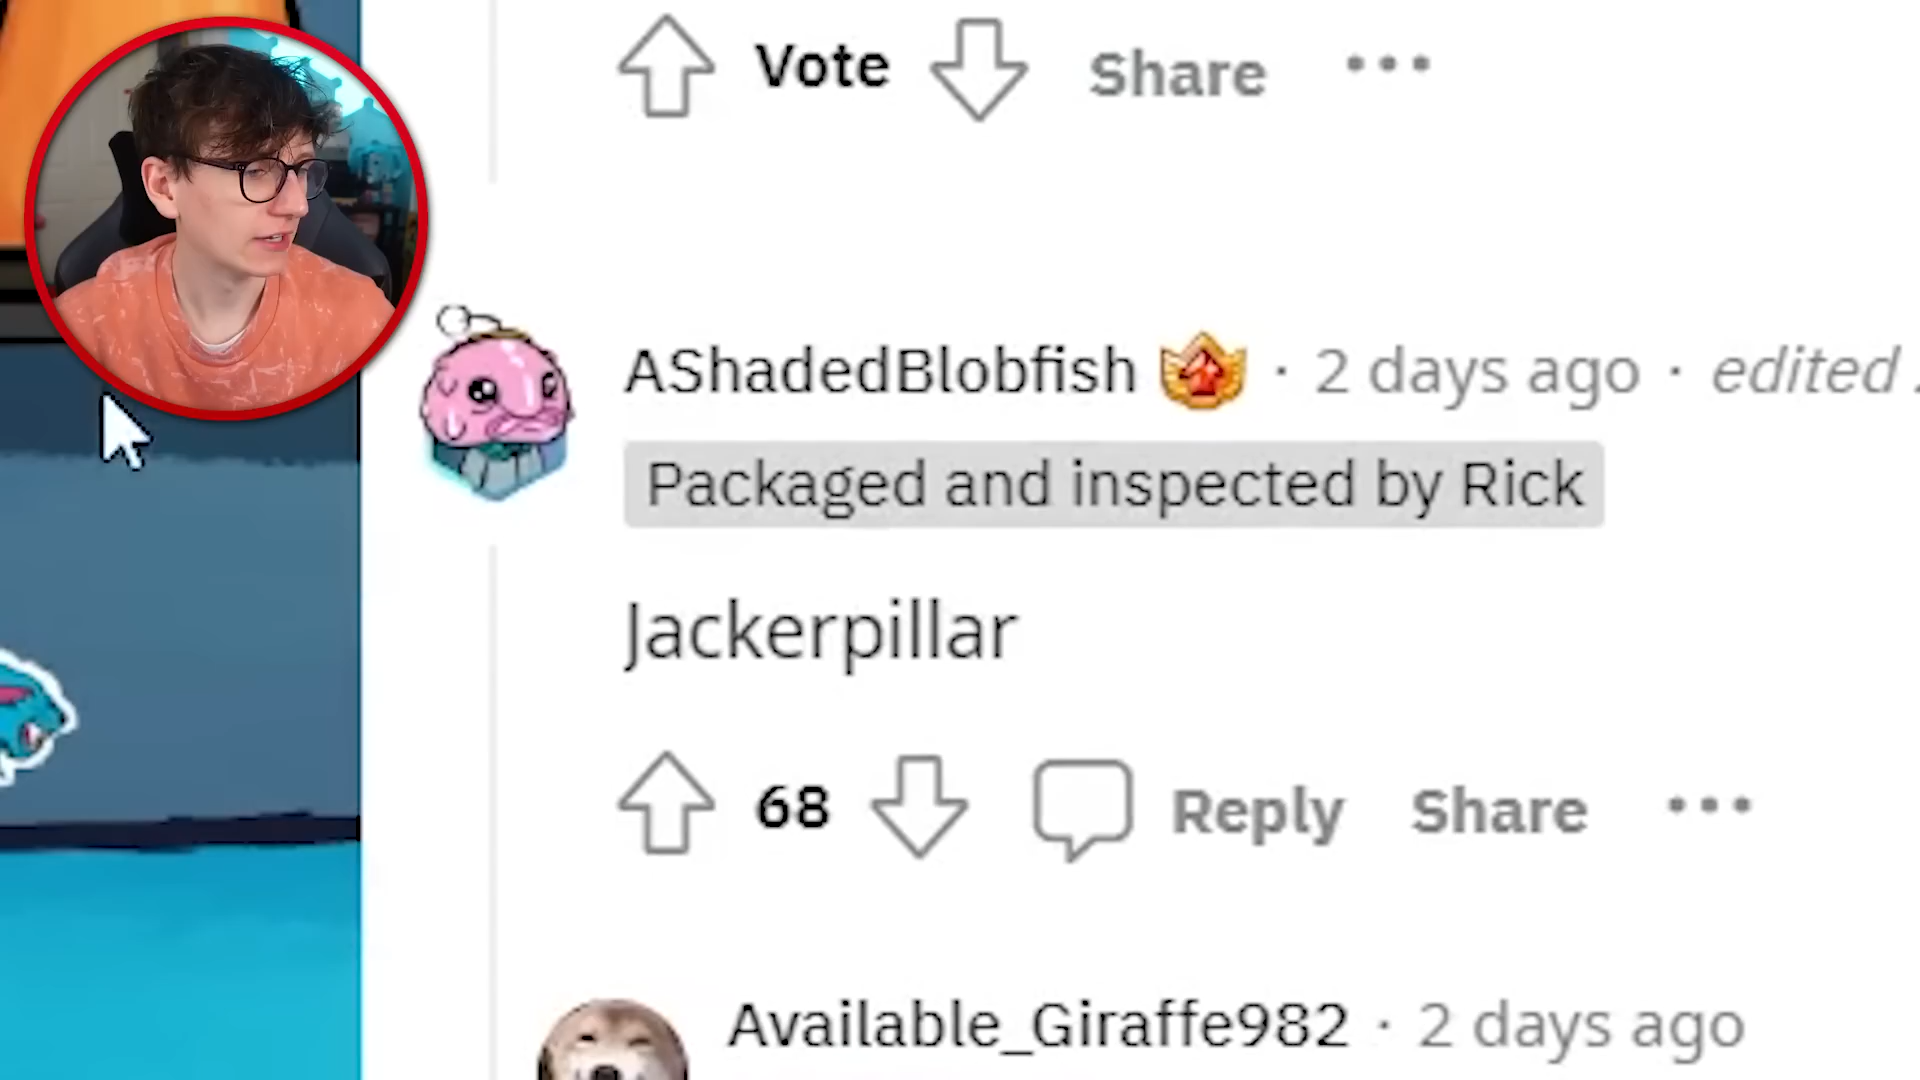 Vote Share
AShadedBlobfish · 2 days ago · edited
Packaged and inspected by Rick
Jackerpillar
68 Reply Share
Available_Giraffe982 · 2 days ago